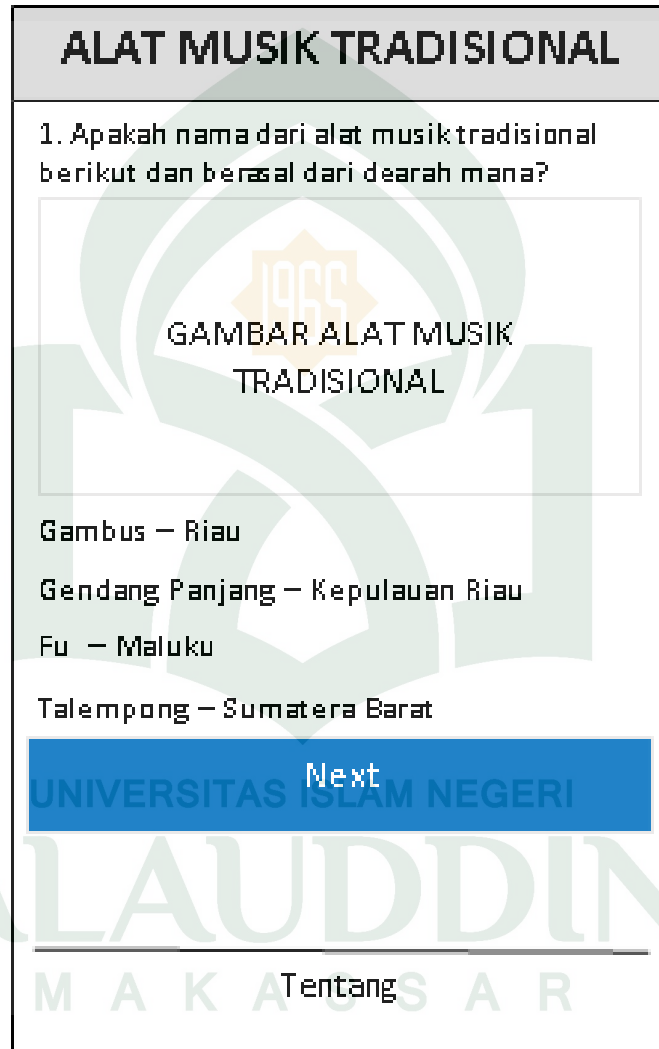 ALAT MUSIK TRADISIONAL
1. Apakah nama dari alat musik tradisional
berikut dan berasal dari dearah mana?
1965
GAMBAR ALAT MUSIK
TRADISIONAL
Gambus – Riau
Gendang Panjang – Kepulauan Riau
Fu – Maluku
Talempong – Sumatera Barat
Next
UNIVERSITAS ISLAM NEGERI
ALAUDDIN
Tentang
MAKASSAR